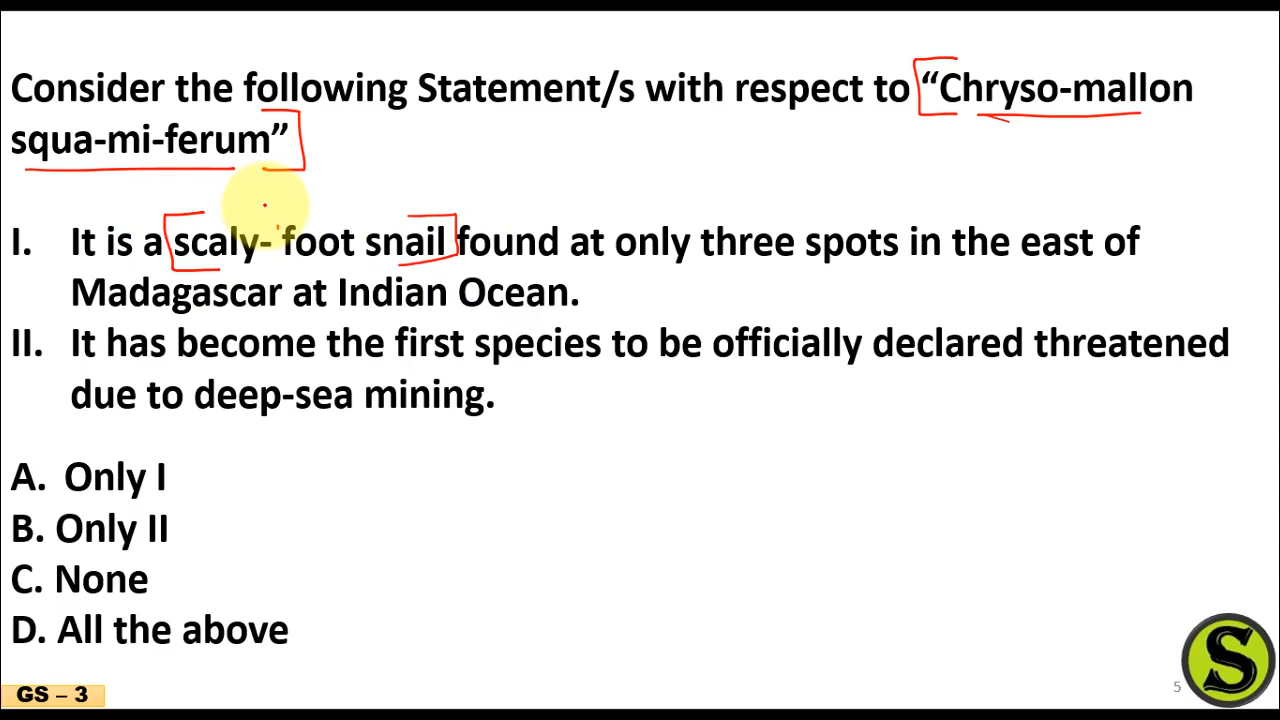 Consider the following Statement/s with respect to “Chryso-mallon
squa-mi-ferum”
I. It is a scaly- foot snail found at only three spots in the east of
Madagascar at Indian Ocean.
II. It has become the first species to be officially declared threatened
due to deep-sea mining.
A. Only I
B. Only II
C. None
D. All the above
S
GS – 3
5